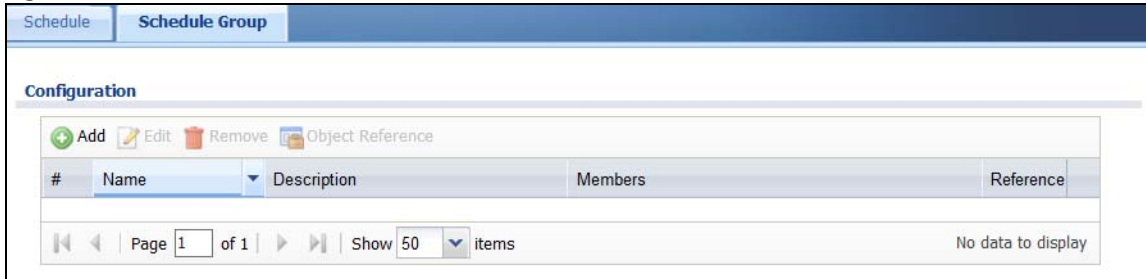 Schedule Schedule Group
Configuration
Add Edit Remove Object Reference
# Name Description Members Reference
Page 1 of 1 Show 50 items No data to display